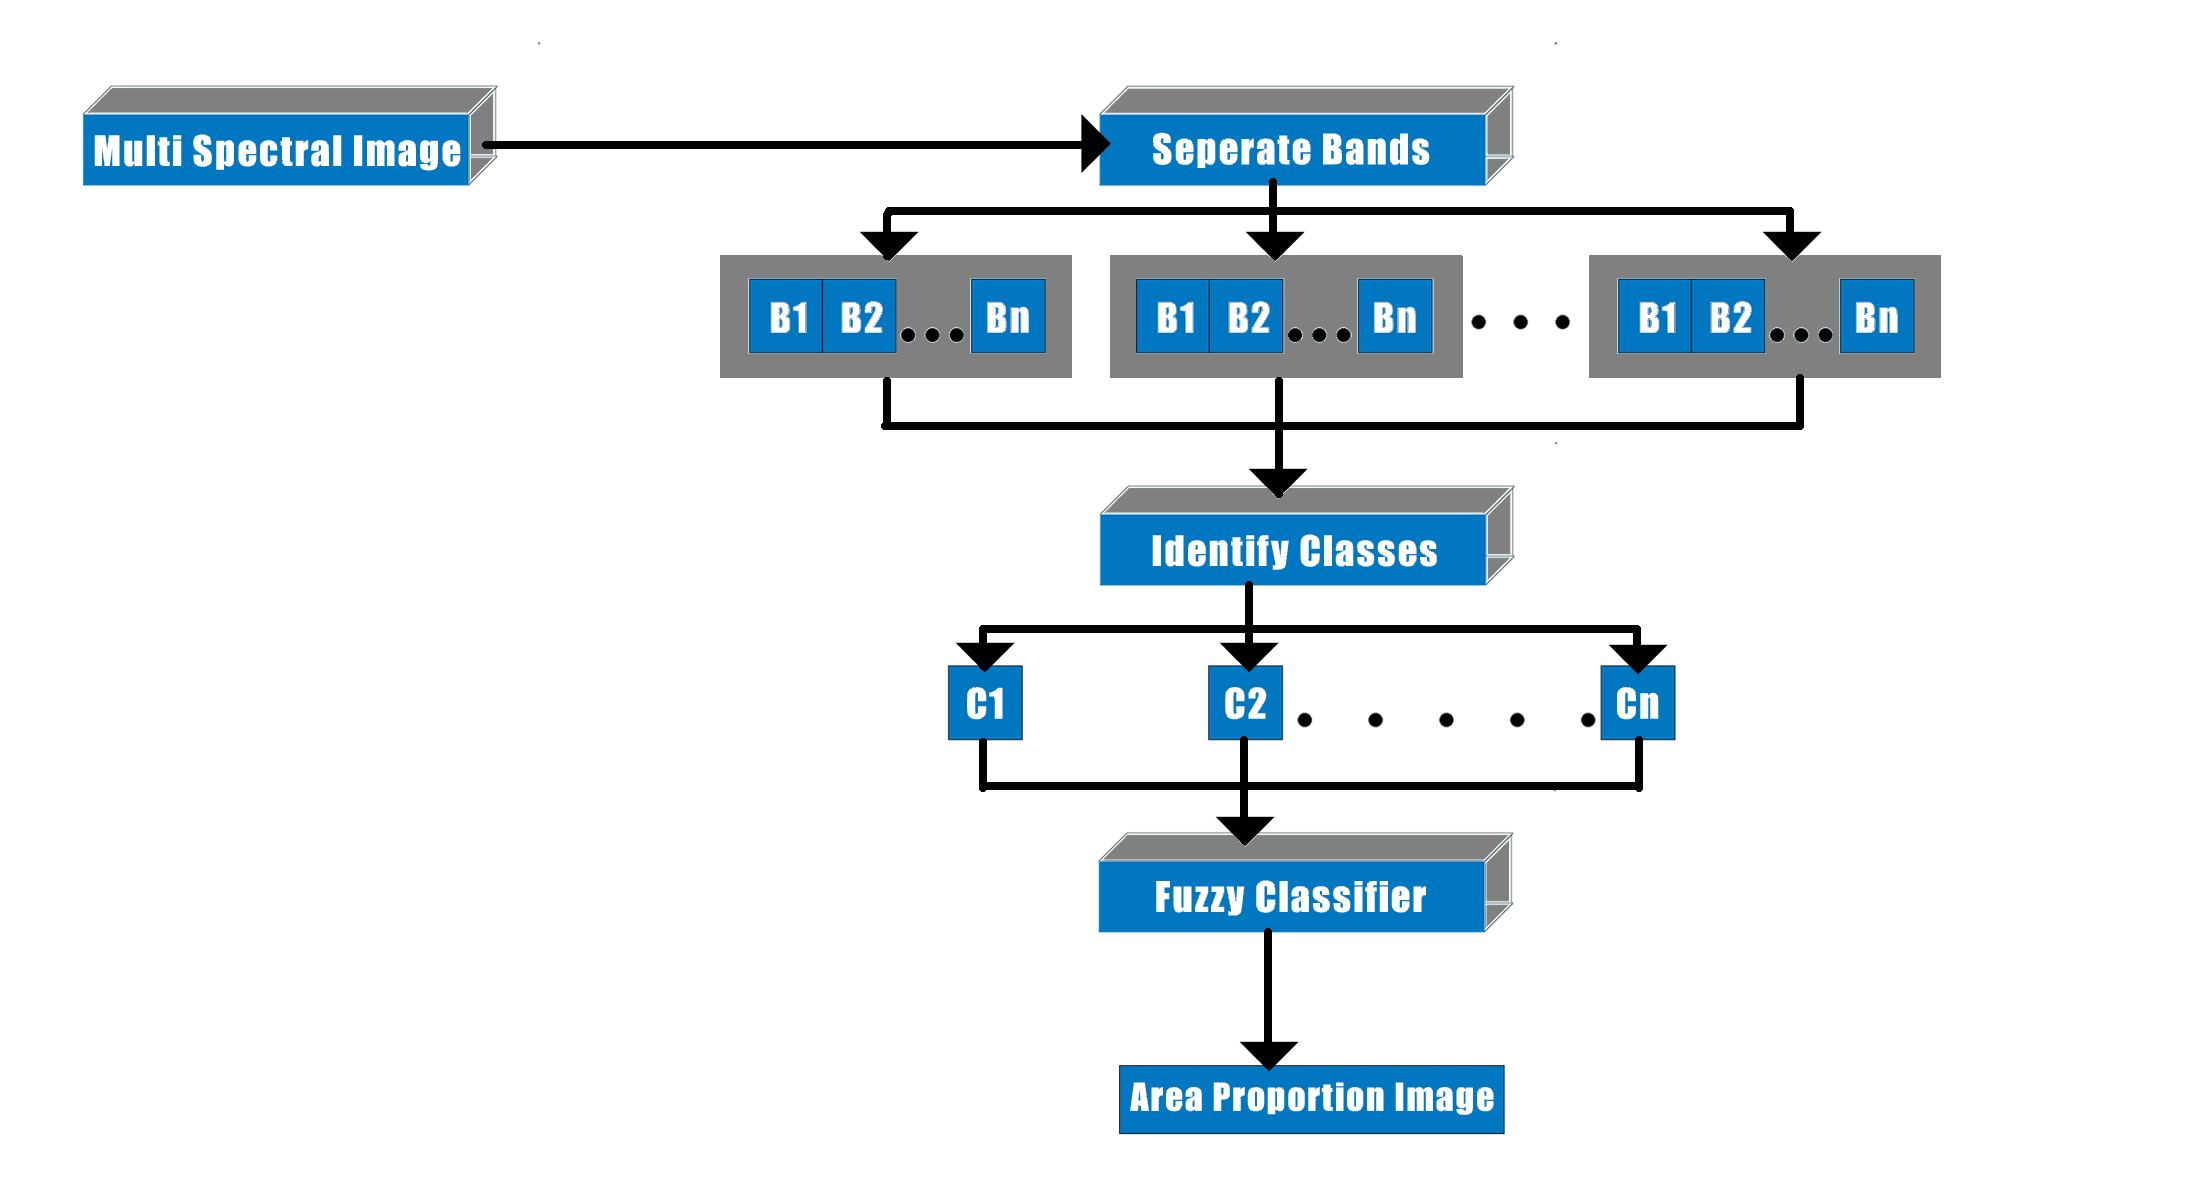 Multi Spectral Image
Seperate Bands
B1 B2 ... Bn
B1 B2 ... Bn
. . .
B1 B2 ... Bn
Identify Classes
C1
C2
. . . . .
Cn
Fuzzy Classifier
Area Proportion Image